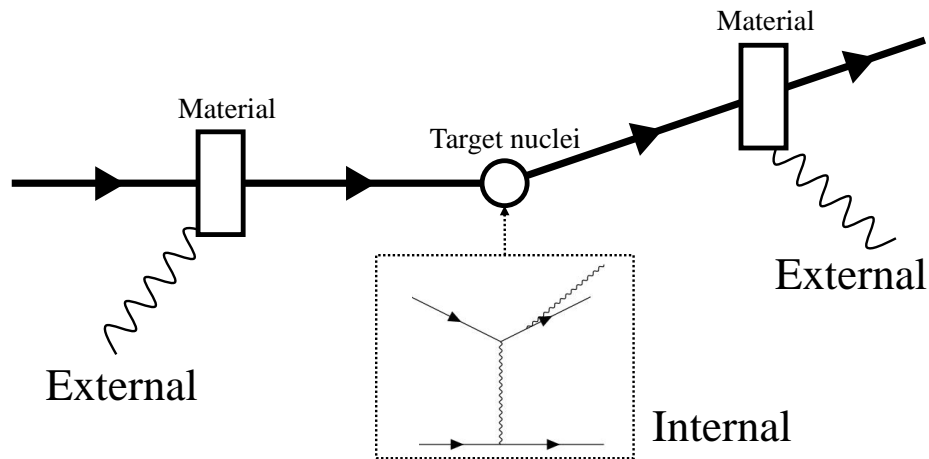 Material
Material
Target nuclei
External
External
Internal